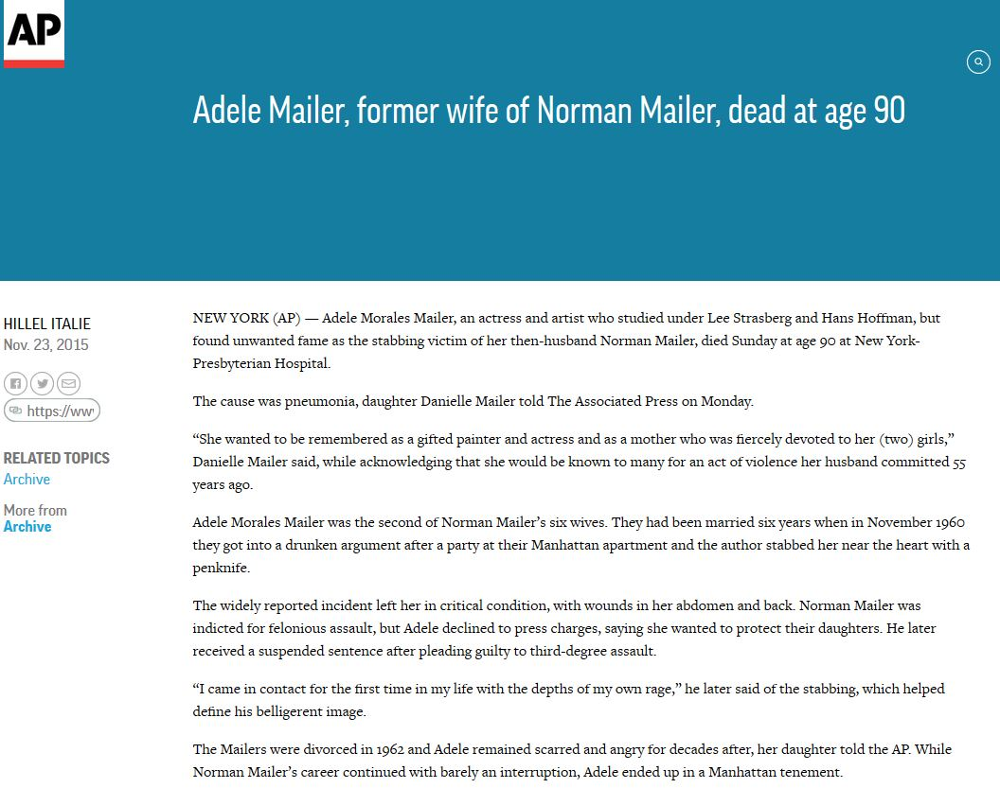 AP
Adele Mailer, former wife of Norman Mailer, dead at age 90
HILLEL ITALIE
Nov. 23, 2015
https://ww
RELATED TOPICS
Archive
More from
Archive
NEW YORK (AP) — Adele Morales Mailer, an actress and artist who studied under Lee Strasberg and Hans Hoffman, but
found unwanted fame as the stabbing victim of her then-husband Norman Mailer, died Sunday at age 90 at New York-
Presbyterian Hospital.
The cause was pneumonia, daughter Danielle Mailer told The Associated Press on Monday.
“She wanted to be remembered as a gifted painter and actress and as a mother who was fiercely devoted to her (two) girls,”
Danielle Mailer said, while acknowledging that she would be known to many for an act of violence her husband committed 55
years ago.
Adele Morales Mailer was the second of Norman Mailer’s six wives. They had been married six years when in November 1960
they got into a drunken argument after a party at their Manhattan apartment and the author stabbed her near the heart with a
penknife.
The widely reported incident left her in critical condition, with wounds in her abdomen and back. Norman Mailer was
indicted for felonious assault, but Adele declined to press charges, saying she wanted to protect their daughters. He later
received a suspended sentence after pleading guilty to third-degree assault.
“I came in contact for the first time in my life with the depths of my own rage,” he later said of the stabbing, which helped
define his belligerent image.
The Mailers were divorced in 1962 and Adele remained scarred and angry for decades after, her daughter told the AP. While
Norman Mailer’s career continued with barely an interruption, Adele ended up in a Manhattan tenement.